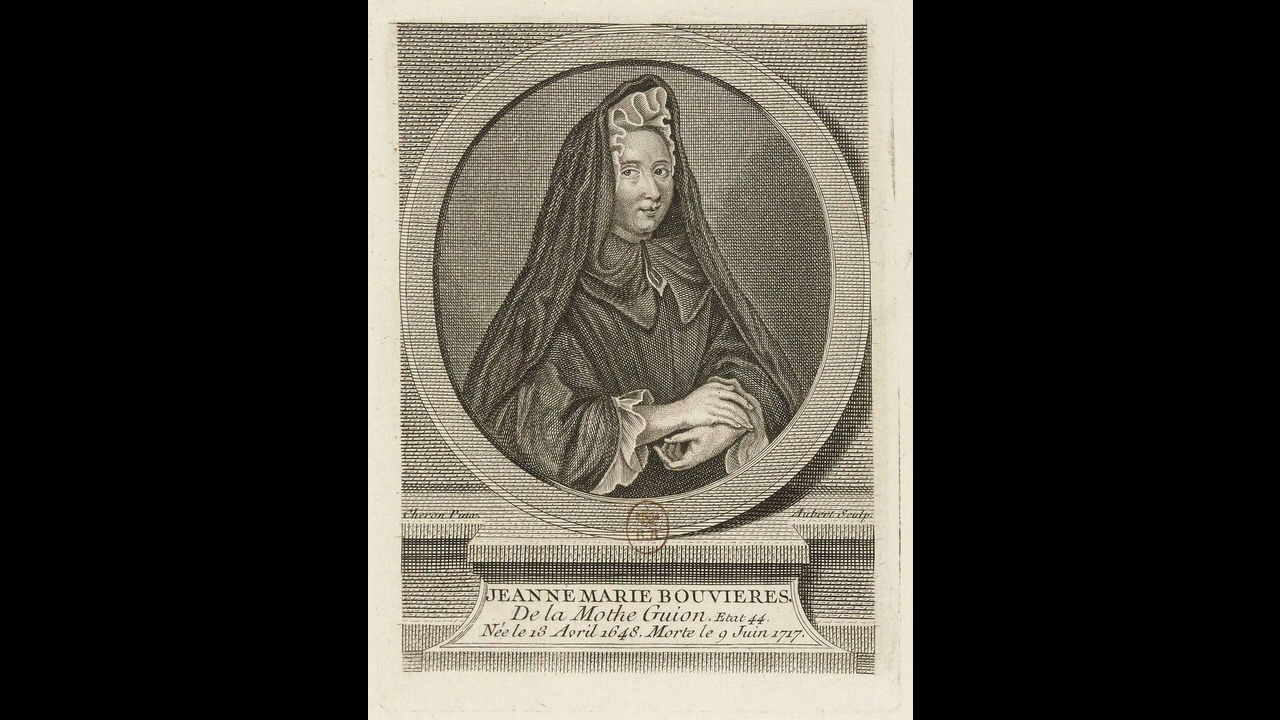 Cheron Pinx.
Aubert Sculp.
JEANNE MARIE BOUVIERES.
De la Mothe Guion. Etat 44.
Née le 13 Avril 1648. Morte le 9 Juin 1717.